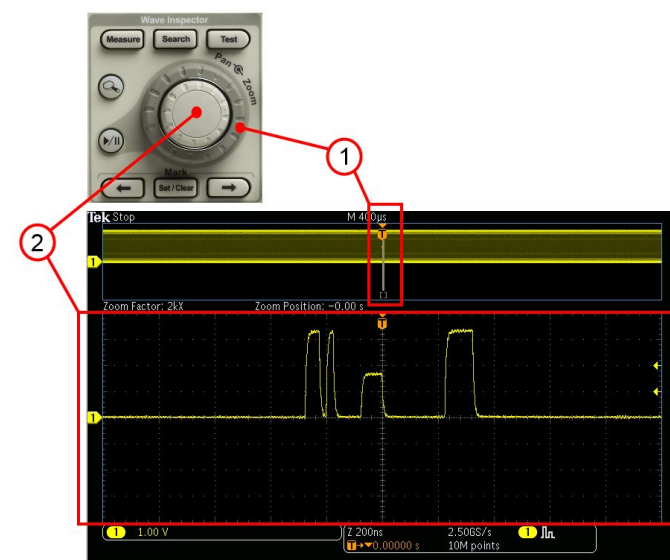 Wave Inspector
Measure Search Test
Pan Zoom
Mark
Set / Clear
1
2
Tek Stop M 400µs
T
1
Zoom Factor: 2kX Zoom Position: -0.00 s
T
1
1 1.00 V Z 200ns 2.50GS/s 1
T→▼0.00000 s 10M points